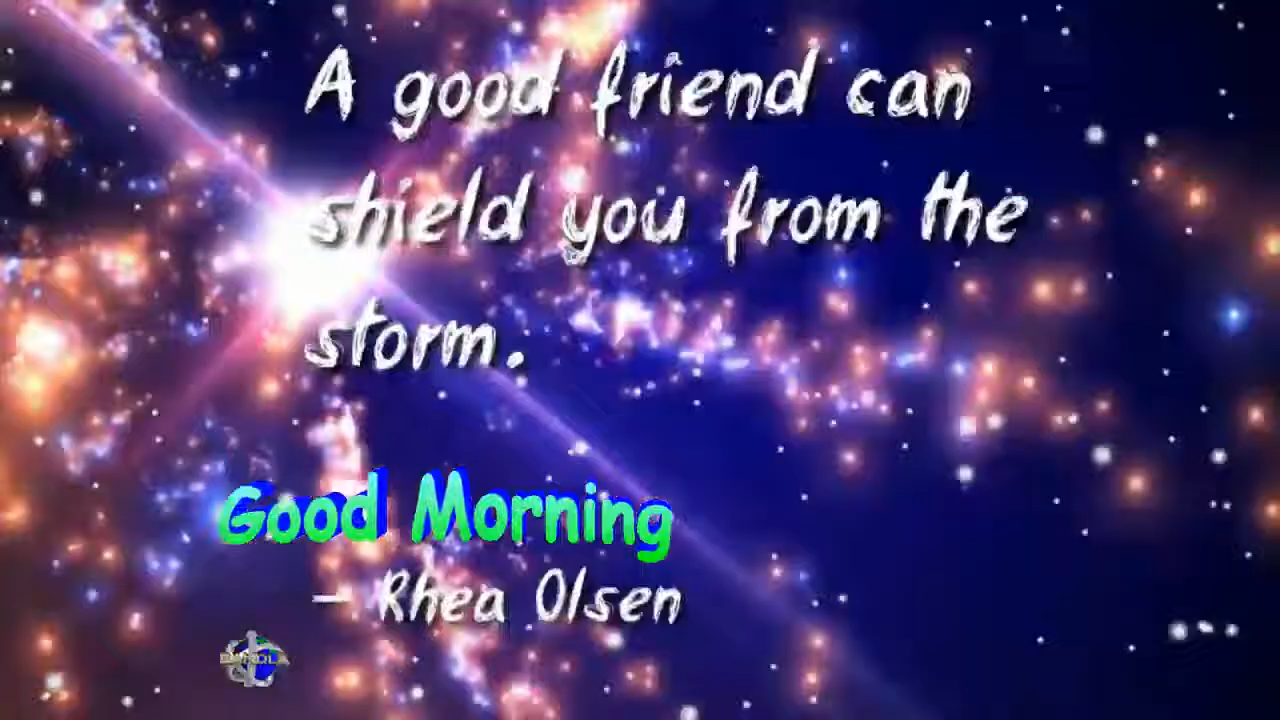 A good friend can
shield you from the
storm.
Good Morning
– Rhea Olsen